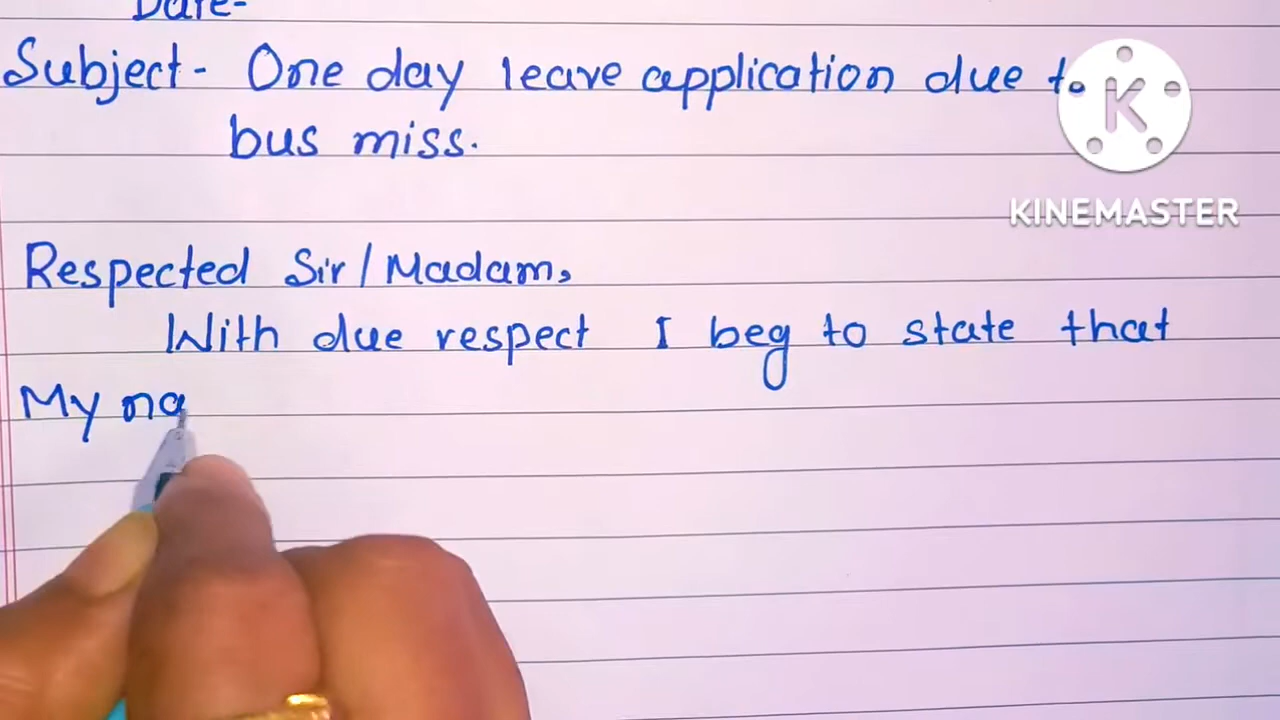 Date-
Subject- One day leave application due to
bus miss.
K
KINEMASTER
Respected Sir/Madam,
With due respect I beg to state that
My na